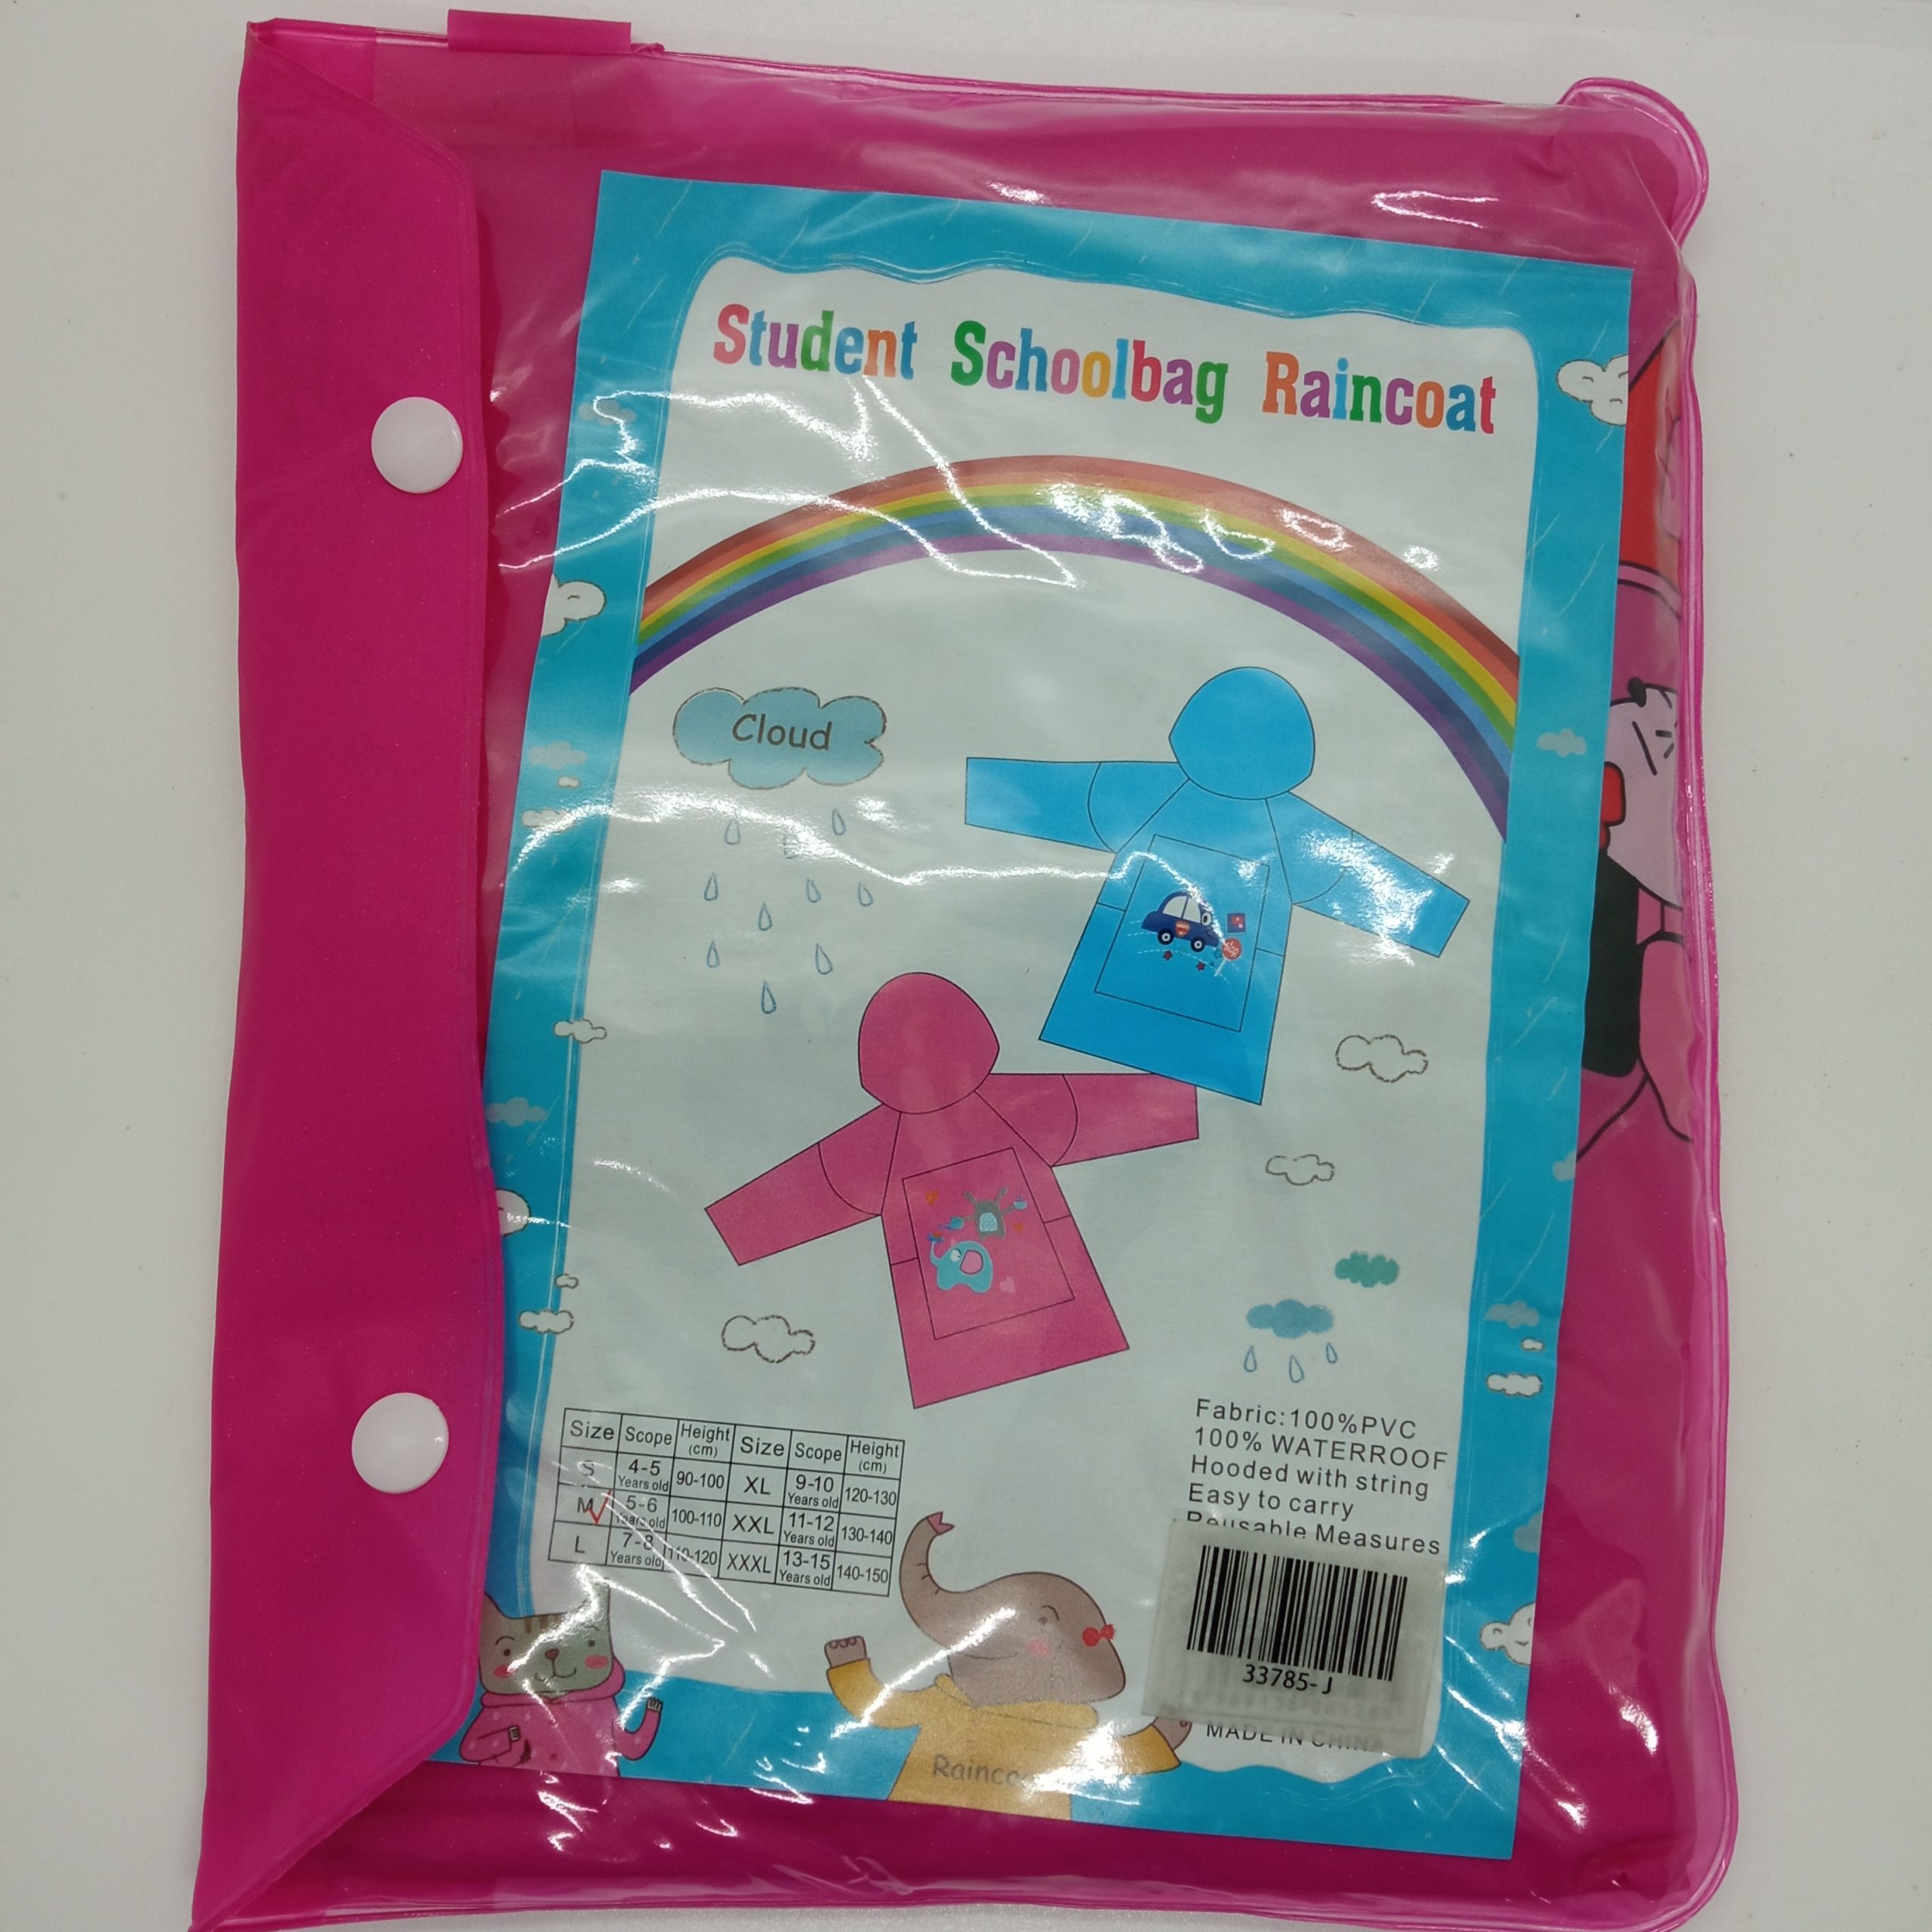 Student Schoolbag Raincoat
Cloud
Size Scope Height (cm) Size Scope Height (cm)
S 4-5 Years old 90-100 XL 9-10 Years old 120-130
M 5-6 Years old 100-110 XXL 11-12 Years old 130-140
L 7-8 Years old 110-120 XXXL 13-15 Years old 140-150
Fabric:100%PVC
100% WATERROOF
Hooded with string
Easy to carry
Reusable Measures
33785-J
MADE IN CHINA